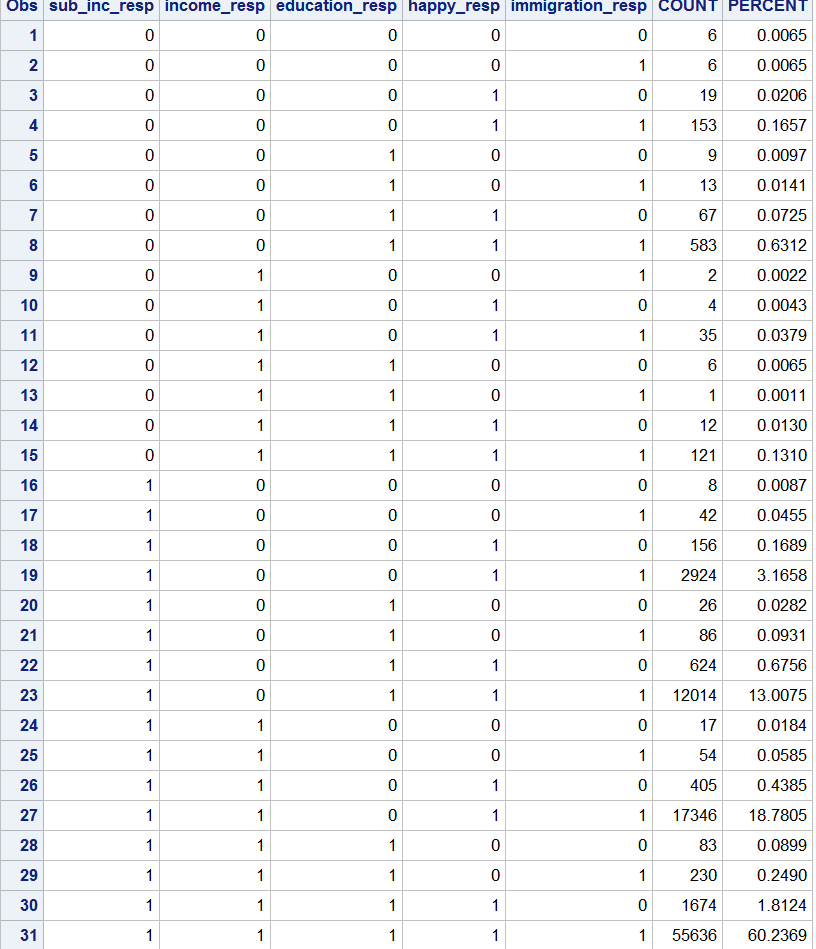 Obs sub_inc_resp income_resp education_resp happy_resp immigration_resp COUNT PERCENT
1 0 0 0 0 0 6 0.0065
2 0 0 0 0 1 6 0.0065
3 0 0 0 1 0 19 0.0206
4 0 0 0 1 1 153 0.1657
5 0 0 1 0 0 9 0.0097
6 0 0 1 0 1 13 0.0141
7 0 0 1 1 0 67 0.0725
8 0 0 1 1 1 583 0.6312
9 0 1 0 0 1 2 0.0022
10 0 1 0 1 0 4 0.0043
11 0 1 0 1 1 35 0.0379
12 0 1 1 0 0 6 0.0065
13 0 1 1 0 1 1 0.0011
14 0 1 1 1 0 12 0.0130
15 0 1 1 1 1 121 0.1310
16 1 0 0 0 0 8 0.0087
17 1 0 0 0 1 42 0.0455
18 1 0 0 1 0 156 0.1689
19 1 0 0 1 1 2924 3.1658
20 1 0 1 0 0 26 0.0282
21 1 0 1 0 1 86 0.0931
22 1 0 1 1 0 624 0.6756
23 1 0 1 1 1 12014 13.0075
24 1 1 0 0 0 17 0.0184
25 1 1 0 0 1 54 0.0585
26 1 1 0 1 0 405 0.4385
27 1 1 0 1 1 17346 18.7805
28 1 1 1 0 0 83 0.0899
29 1 1 1 0 1 230 0.2490
30 1 1 1 1 0 1674 1.8124
31 1 1 1 1 1 55636 60.2369